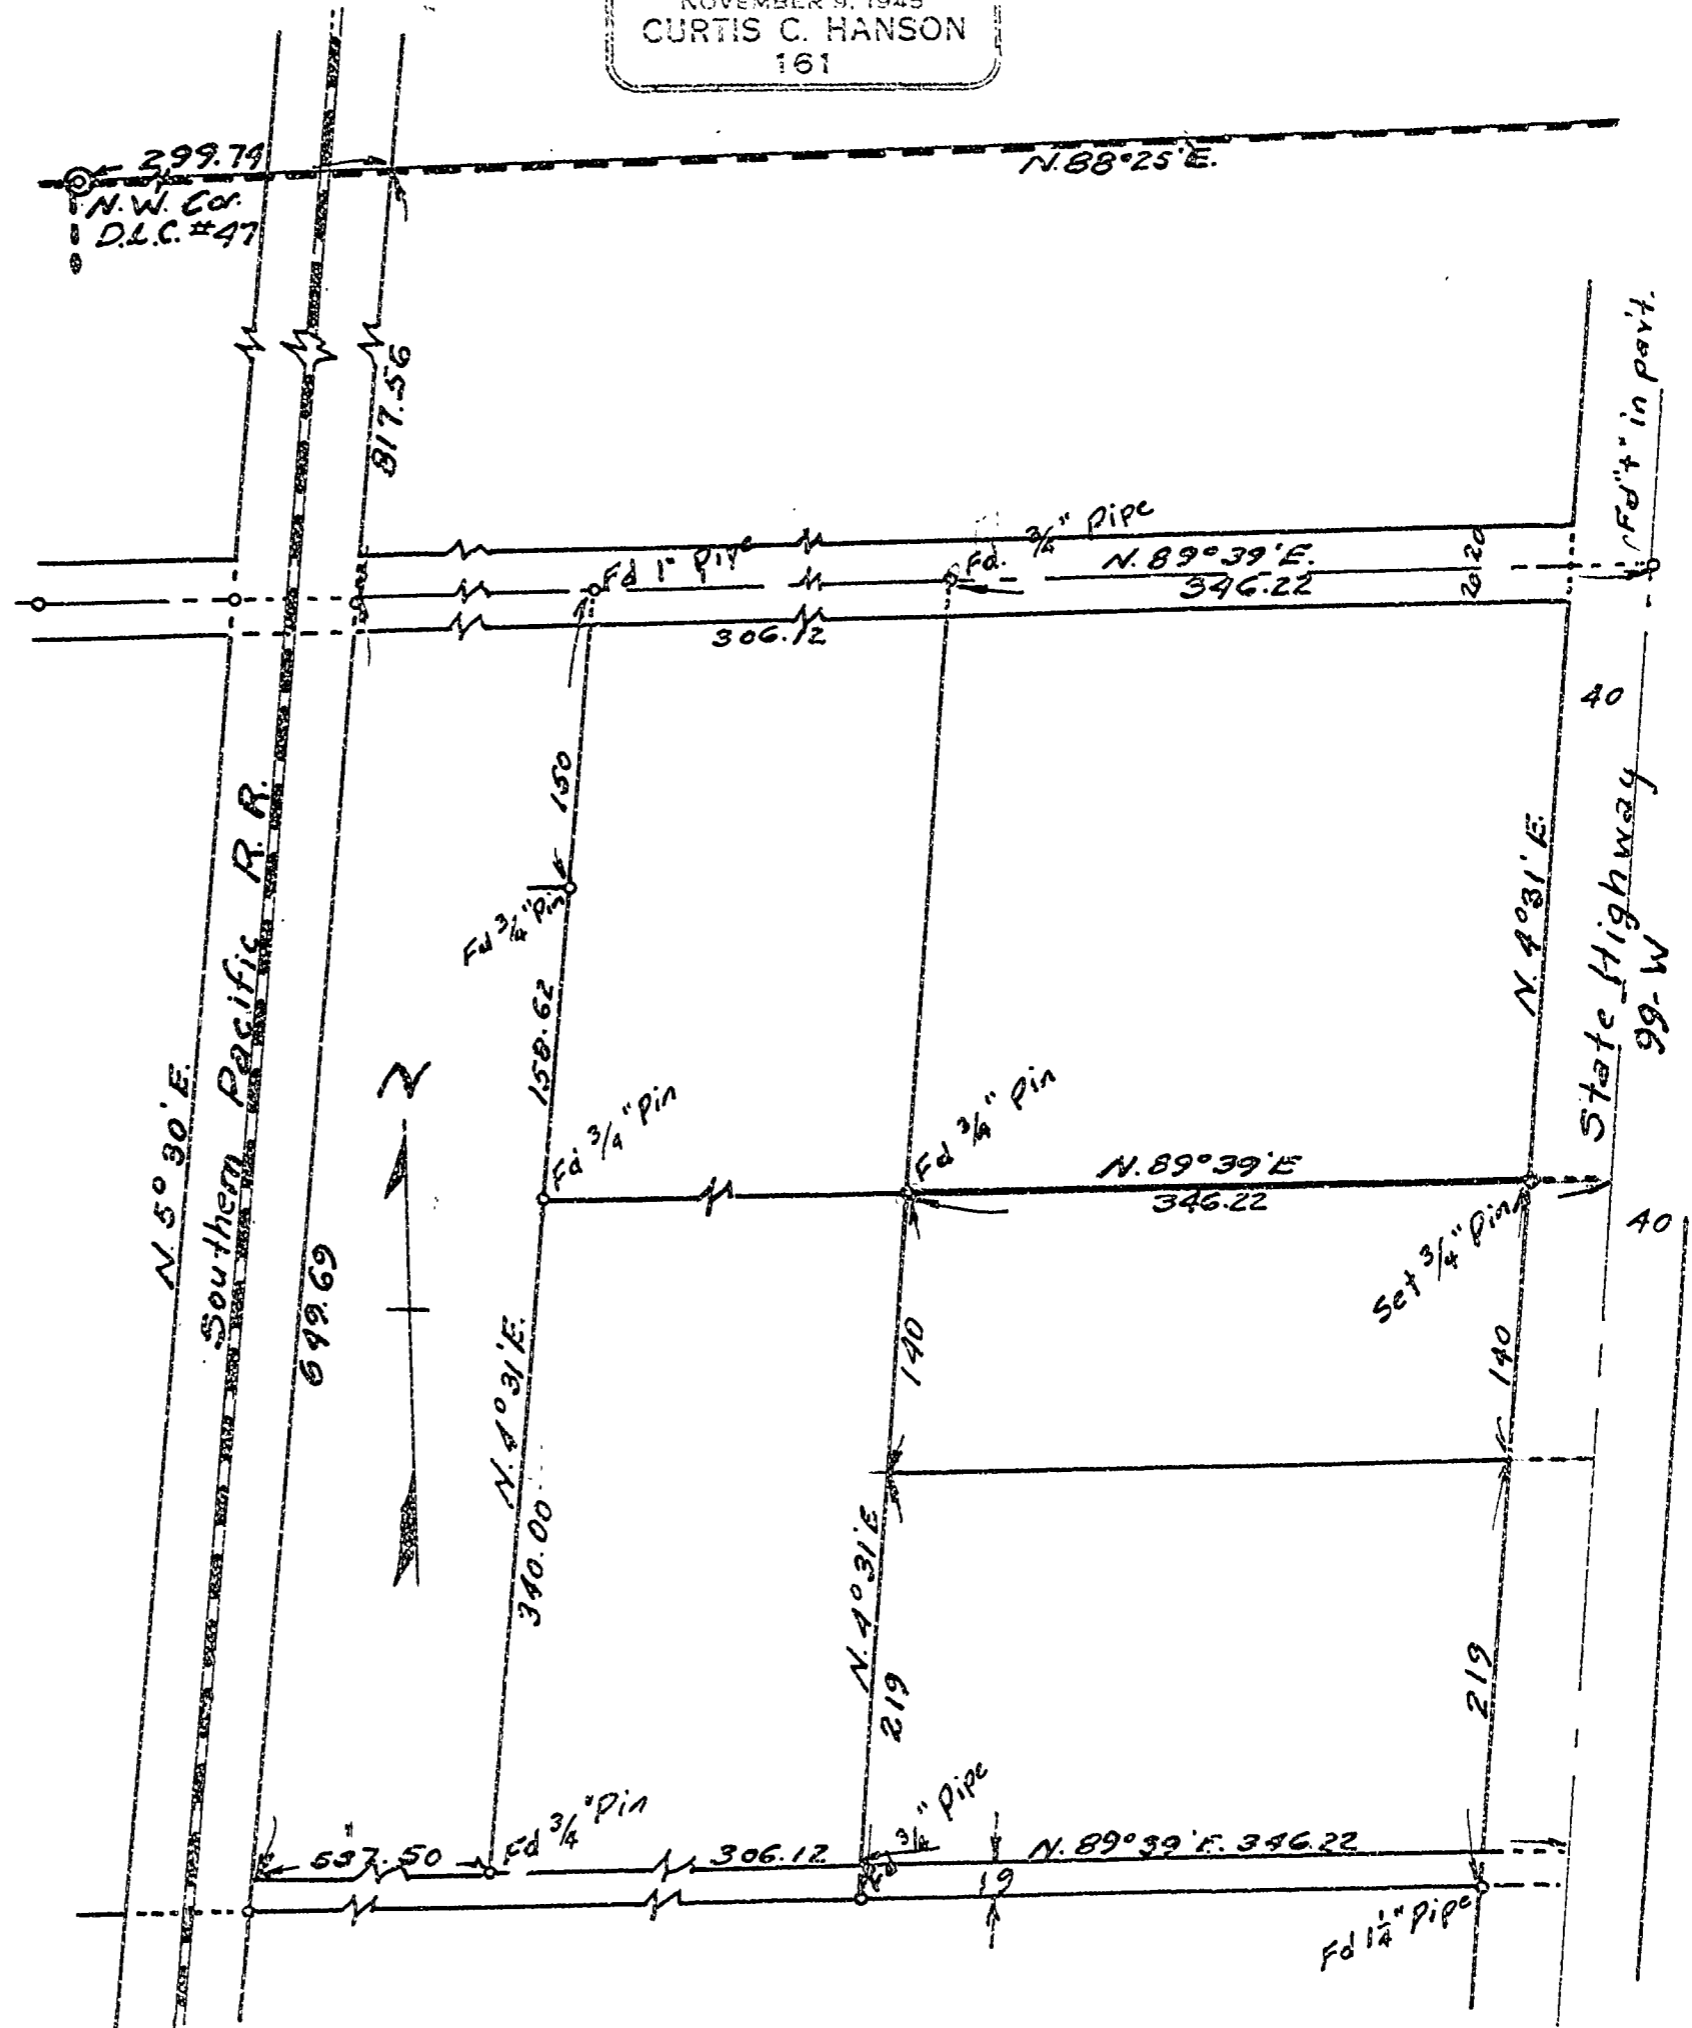 NOVEMBER 9, 1945
CURTIS C. HANSON
161
299.79
N.W. Cor.
D.L.C. #47
N. 88°25' E.
817.56
Fd "+" in pav't.
Fd 1" Pipe
Fd. 3/4" Pipe
N. 89°39' E.
346.22
20 20
306.12
40
150
Fd 3/4" Pin
158.62
N. 4°31' E.
State Highway
99-W
Southern Pacific R. R.
N. 5° 30' E.
N
Fd 3/4" Pin
Fd 3/4" Pin
N. 89°39' E
346.22
Set 3/4" Pin
40
649.69
140
140
N. 4° 31' E.
340.00
N. 4° 31' E
219
219
537.50
Fd 3/4" Pin
306.12
3/4" Pipe
N. 89°39' E. 346.22
19
Fd 1 1/4" Pipe